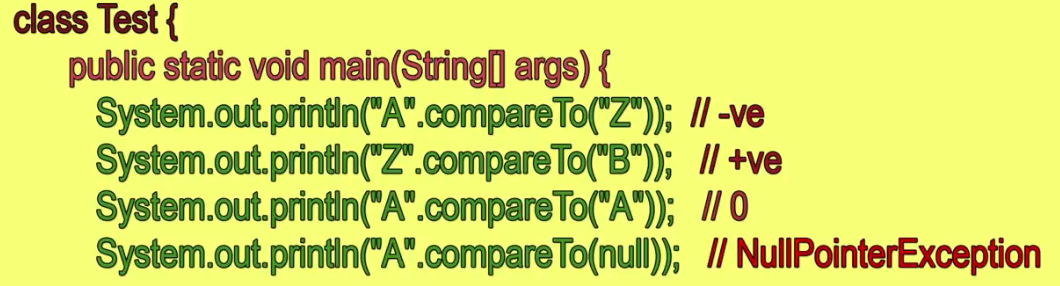 class Test {
public static void main(String[] args) {
System.out.println("A".compareTo("Z")); // -ve
System.out.println("Z".compareTo("B")); // +ve
System.out.println("A".compareTo("A")); // 0
System.out.println("A".compareTo(null)); // NullPointerException